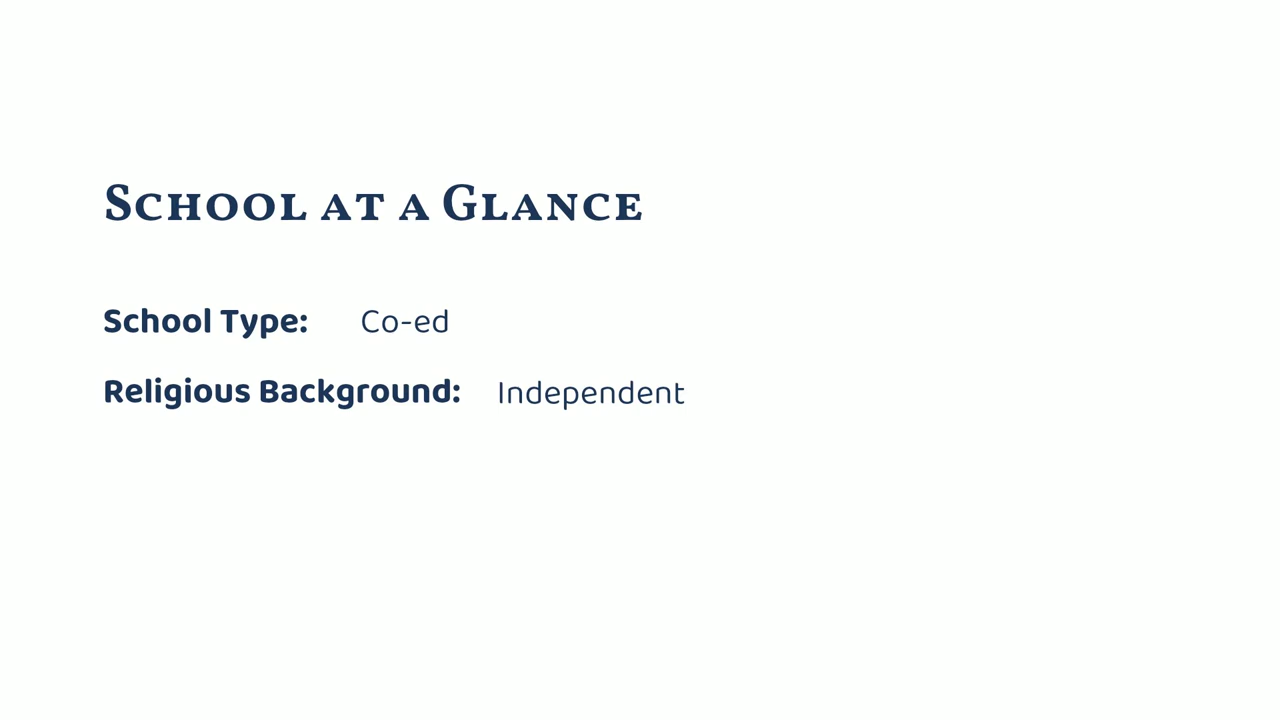 School at a Glance
School Type: Co-ed
Religious Background: Independent